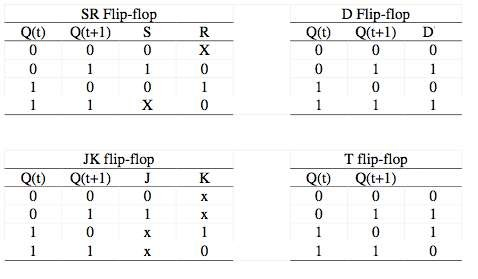 SR Flip-flop
Q(t) Q(t+1) S R
0 0 0 X
0 1 1 0
1 0 0 1
1 1 X 0
D Flip-flop
Q(t) Q(t+1) D
0 0 0
0 1 1
1 0 0
1 1 1
JK flip-flop
Q(t) Q(t+1) J K
0 0 0 x
0 1 1 x
1 0 x 1
1 1 x 0
T flip-flop
Q(t) Q(t+1)
0 0 0
0 1 1
1 0 1
1 1 0